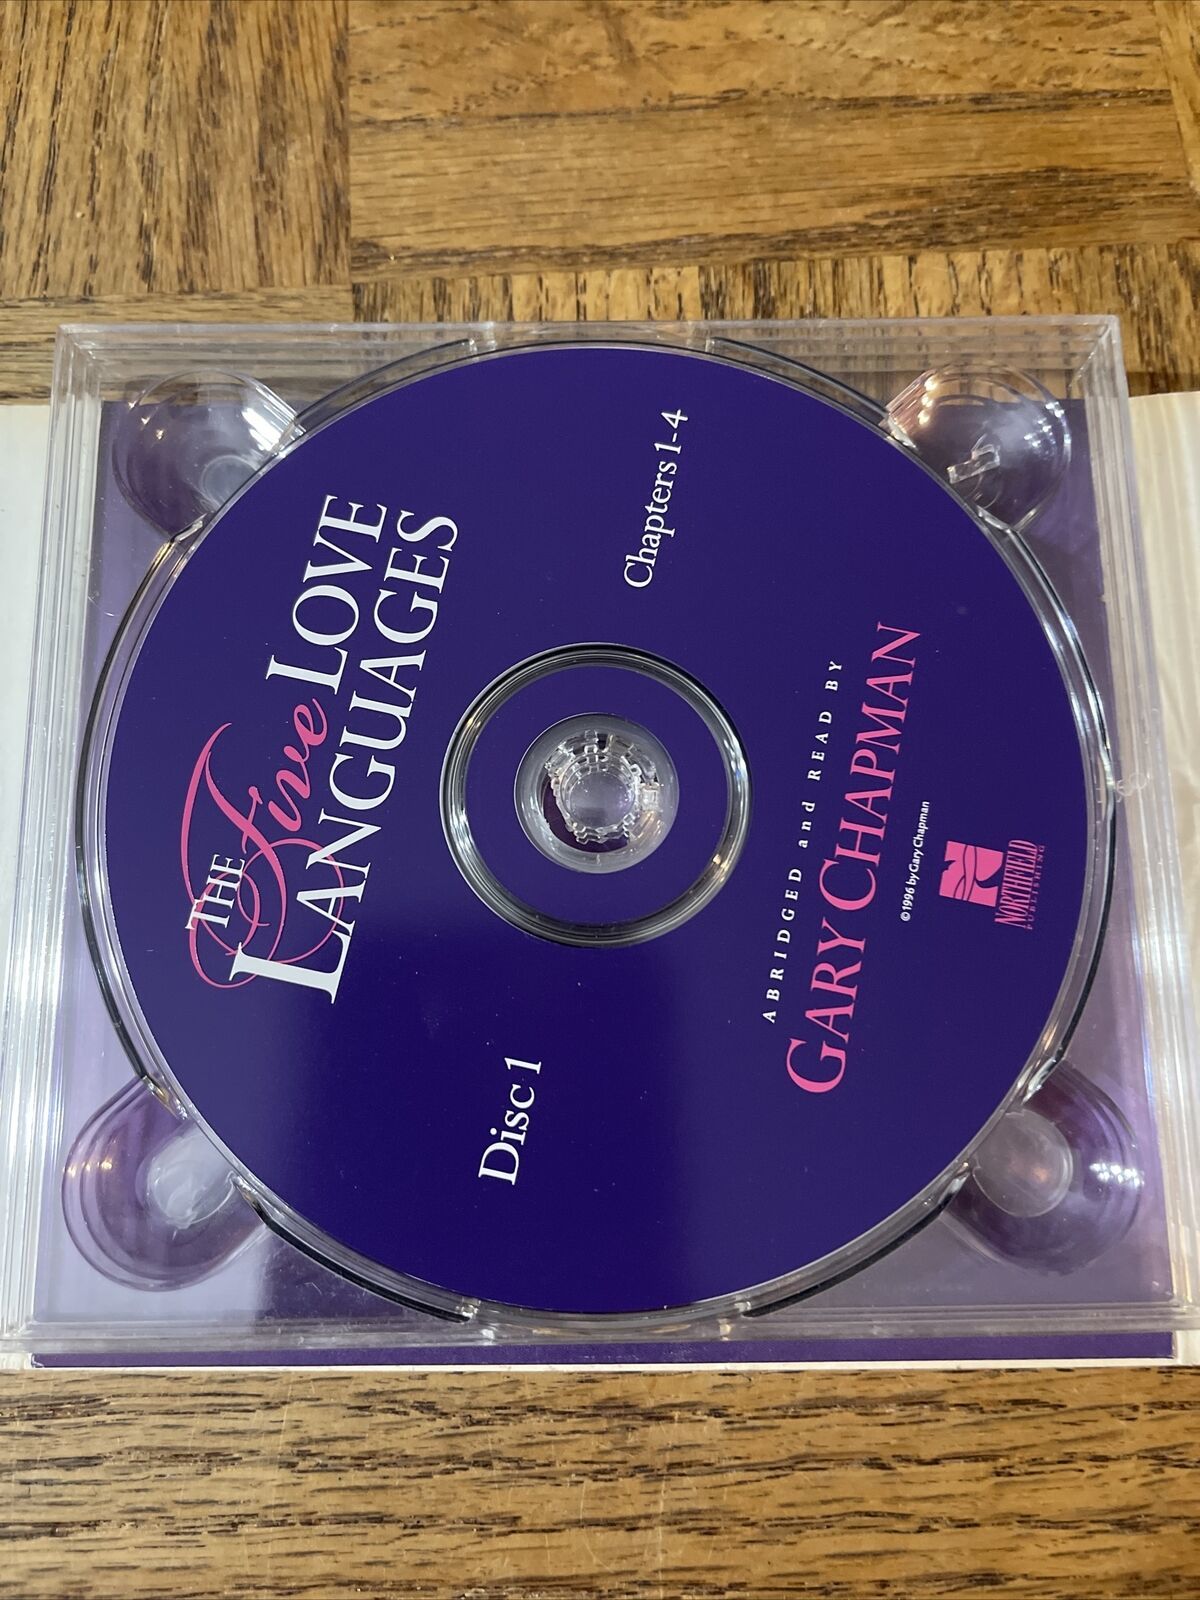 THE Five LOVE
LANGUAGES
Disc 1
Chapters 1-4
ABRIDGED and READ BY
GARY CHAPMAN
©1996 by Gary Chapman
NORTHFIELD
PUBLISHING